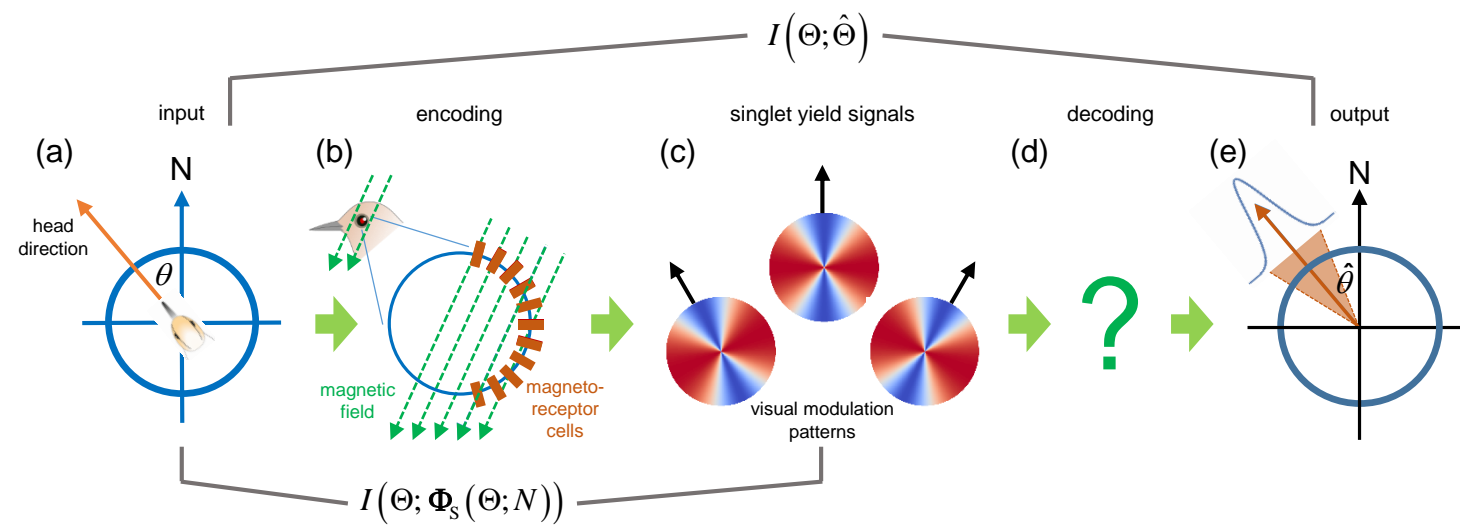 I(Θ; Θ̂)
input
encoding
singlet yield signals
decoding
output
(a)
(b)
(c)
(d)
(e)
N
N
head
direction
θ
θ̂
?
magnetic
field
magneto-
receptor
cells
visual modulation
patterns
I(Θ; Φ_S(Θ; N))